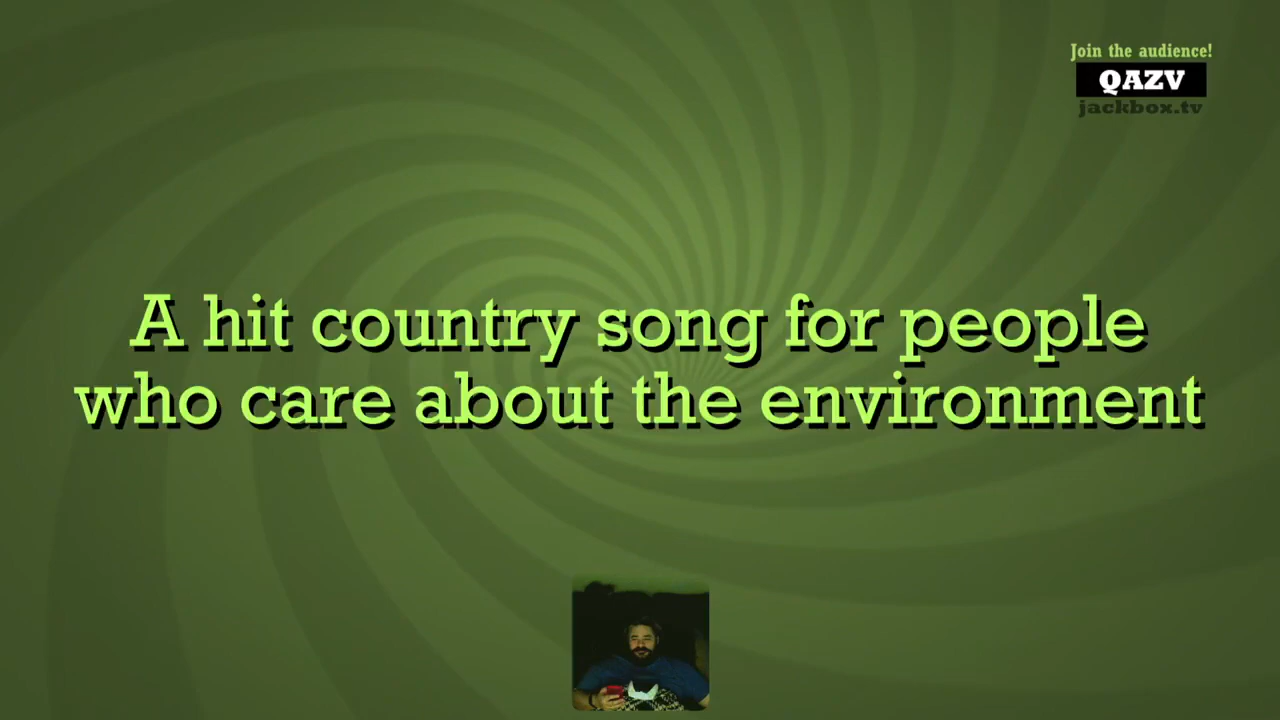 Join the audience!
QAZV
jackbox.tv
A hit country song for people
who care about the environment